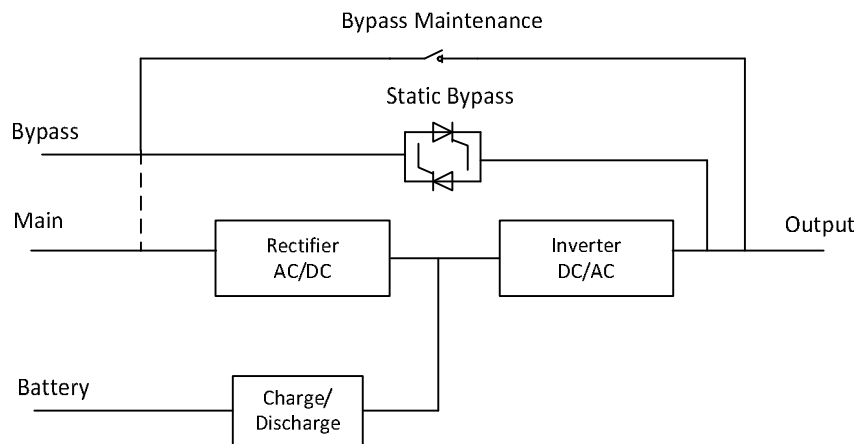 Bypass Maintenance
Static Bypass
Bypass
Main
Rectifier
AC/DC
Inverter
DC/AC
Output
Battery
Charge/
Discharge